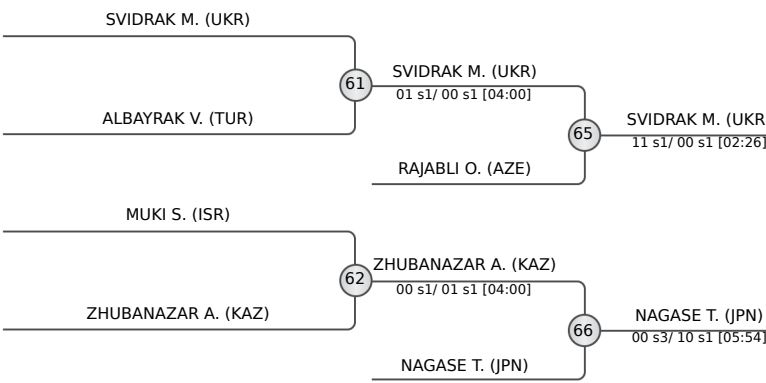 SVIDRAK M. (UKR)
61
SVIDRAK M. (UKR)
01 s1/ 00 s1 [04:00]
ALBAYRAK V. (TUR)
65
SVIDRAK M. (UKR
11 s1/ 00 s1 [02:26]
RAJABLI O. (AZE)
MUKI S. (ISR)
62
ZHUBANAZAR A. (KAZ)
00 s1/ 01 s1 [04:00]
ZHUBANAZAR A. (KAZ)
66
NAGASE T. (JPN)
00 s3/ 10 s1 [05:54]
NAGASE T. (JPN)